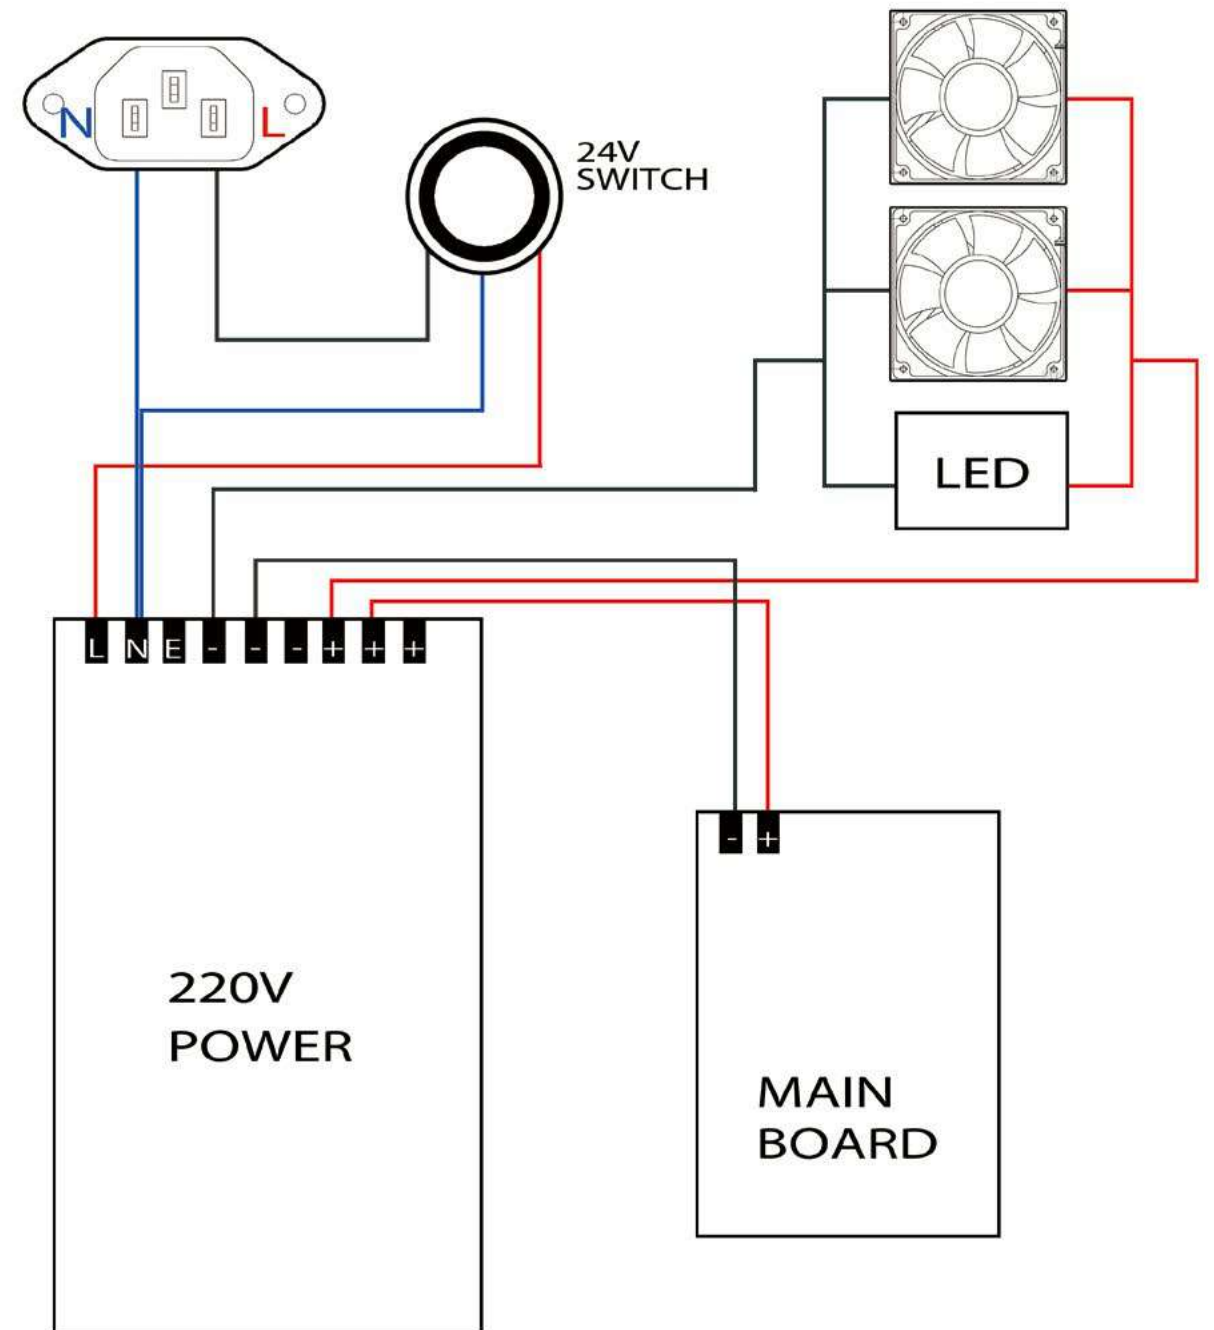 N L
24V
SWITCH
LED
L N E - - - + + +
- +
220V
POWER
MAIN
BOARD